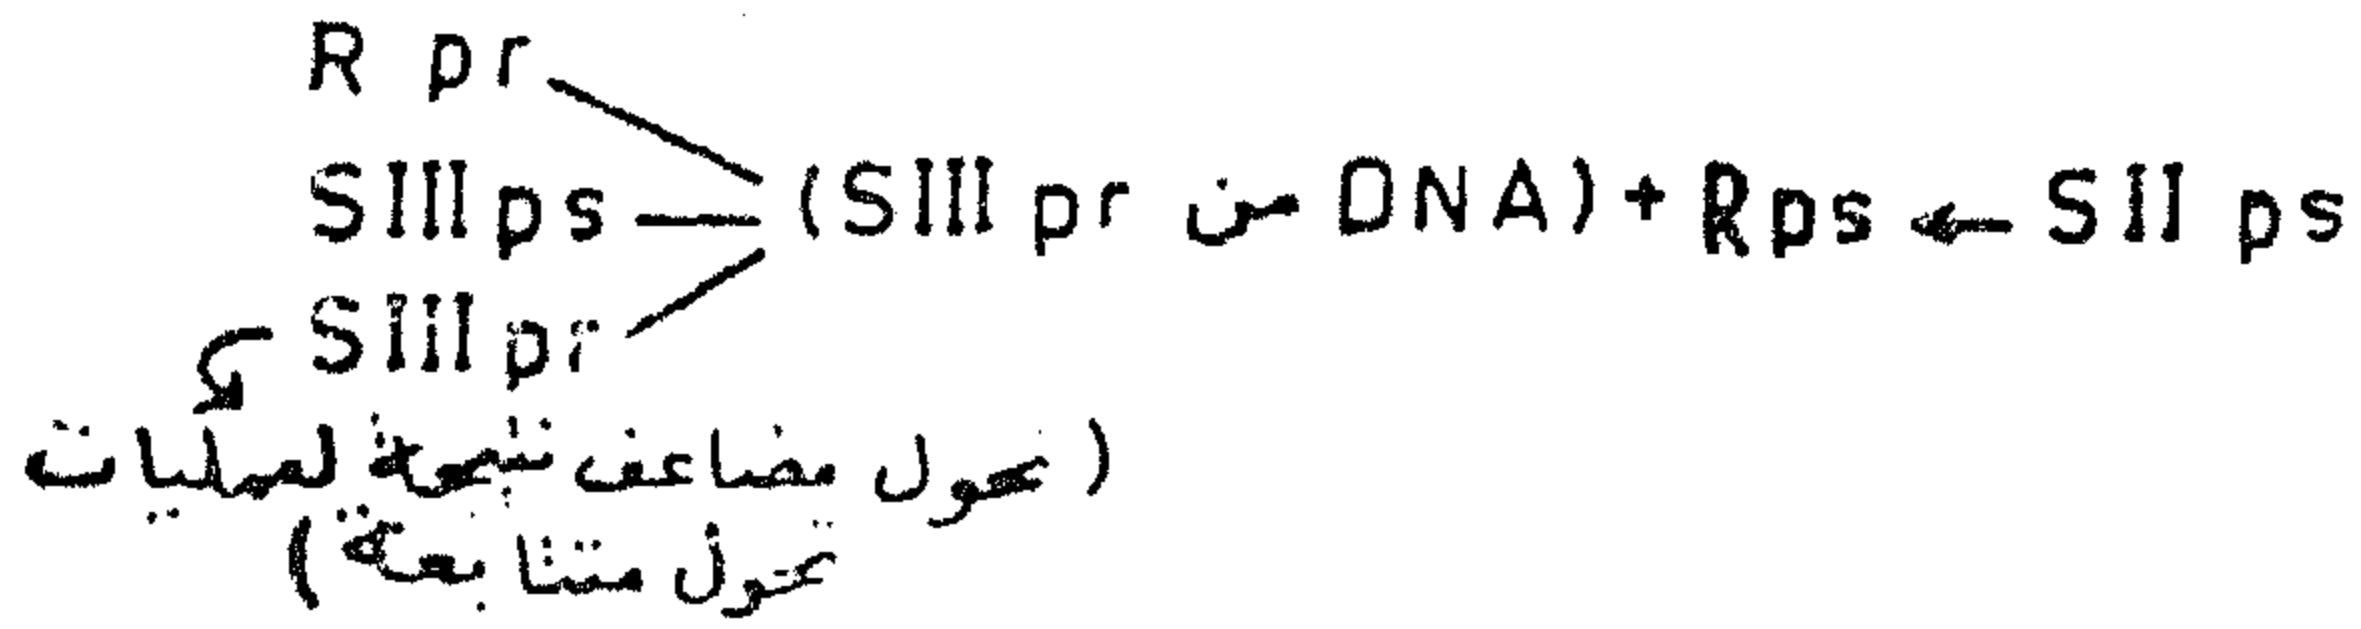 R pr
SIII ps — (SIII pr من DNA) + Rps ← SII ps
SIII pr
(تحول مضاعف نتيجة لعمليات
تحول متتابعة)